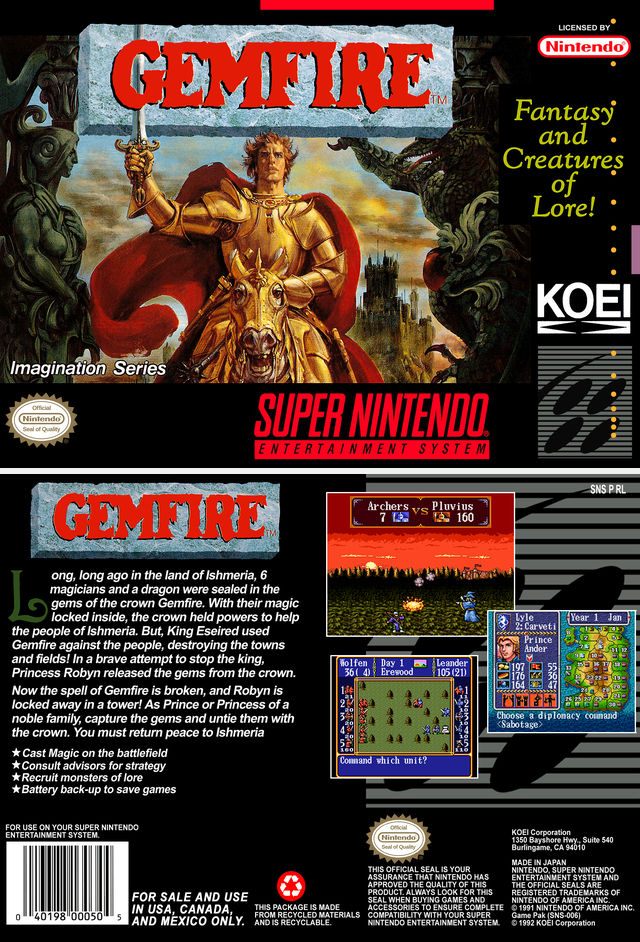 GEMFIRE™
LICENSED BY
Nintendo
Fantasy
and
Creatures
of
Lore!
KOEI
Imagination Series
Official
Nintendo
Seal of Quality
SUPER NINTENDO®
ENTERTAINMENT SYSTEM
SNS P RL
GEMFIRE™
Long, long ago in the land of Ishmeria, 6
magicians and a dragon were sealed in the
gems of the crown Gemfire. With their magic
locked inside, the crown held powers to help
the people of Ishmeria. But, King Eseired used
Gemfire against the people, destroying the towns
and fields! In a brave attempt to stop the king,
Princess Robyn released the gems from the crown.
Now the spell of Gemfire is broken, and Robyn is
locked away in a tower! As Prince or Princess of a
noble family, capture the gems and untie them with
the crown. You must return peace to Ishmeria
★Cast Magic on the battlefield
★Consult advisors for strategy
★Recruit monsters of lore
★Battery back-up to save games
Archers VS Pluvius
7 160
Lyle
2:Carveti
Year 1 Jan
Prince
Ander
197 55
176 36
164 47
Choose a diplomacy command
<Sabotage>
Wolfen Day 1 Leander
36( 4) Erewood 105(21)
Command which unit?
FOR USE ON YOUR SUPER NINTENDO
ENTERTAINMENT SYSTEM.
0 40198 00050 5
FOR SALE AND USE
IN USA, CANADA,
AND MEXICO ONLY.
THIS PACKAGE IS MADE
FROM RECYCLED MATERIALS
AND IS RECYCLABLE.
Official
Nintendo
Seal of Quality
THIS OFFICIAL SEAL IS YOUR
ASSURANCE THAT NINTENDO HAS
APPROVED THE QUALITY OF THIS
PRODUCT. ALWAYS LOOK FOR THIS
SEAL WHEN BUYING GAMES AND
ACCESSORIES TO ENSURE COMPLETE
COMPATIBILITY WITH YOUR SUPER
NINTENDO ENTERTAINMENT SYSTEM.
KOEI Corporation
1350 Bayshore Hwy., Suite 540
Burlingame, CA 94010
MADE IN JAPAN
NINTENDO, SUPER NINTENDO
ENTERTAINMENT SYSTEM AND
THE OFFICIAL SEALS ARE
REGISTERED TRADEMARKS OF
NINTENDO OF AMERICA INC.
© 1991 NINTENDO OF AMERICA INC.
Game Pak (SNS-006)
© 1992 KOEI Corporation